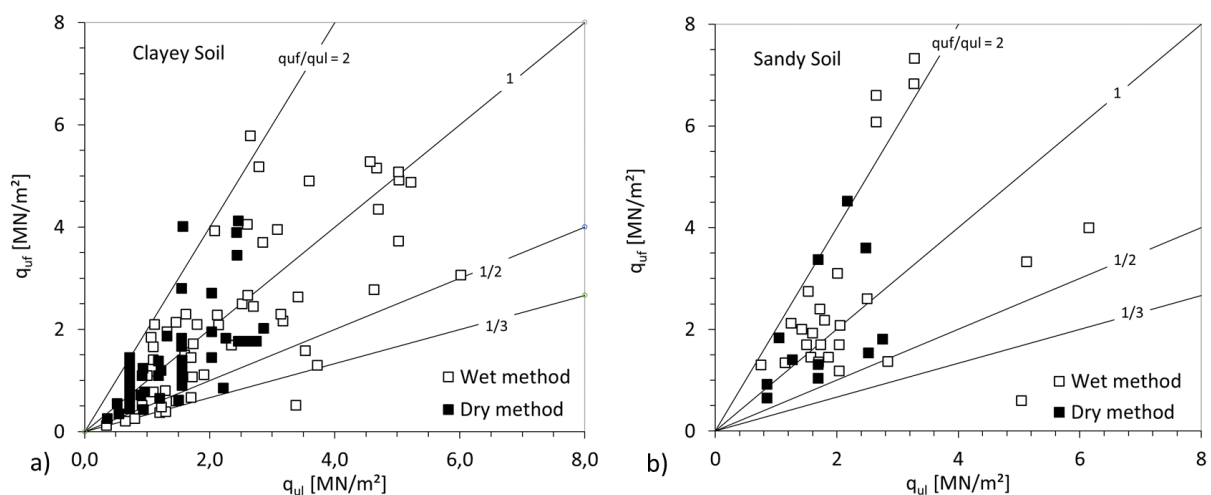 8
6
4
2
0
quf [MN/m²]
Clayey Soil
quf/qul = 2
1
1/2
1/3
Wet method
Dry method
0,0
2,0
4,0
6,0
8,0
qul [MN/m²]
a)
8
6
4
2
0
quf [MN/m²]
Sandy Soil
quf/qul = 2
1
1/2
1/3
Wet method
Dry method
0
2
4
6
8
qul [MN/m²]
b)